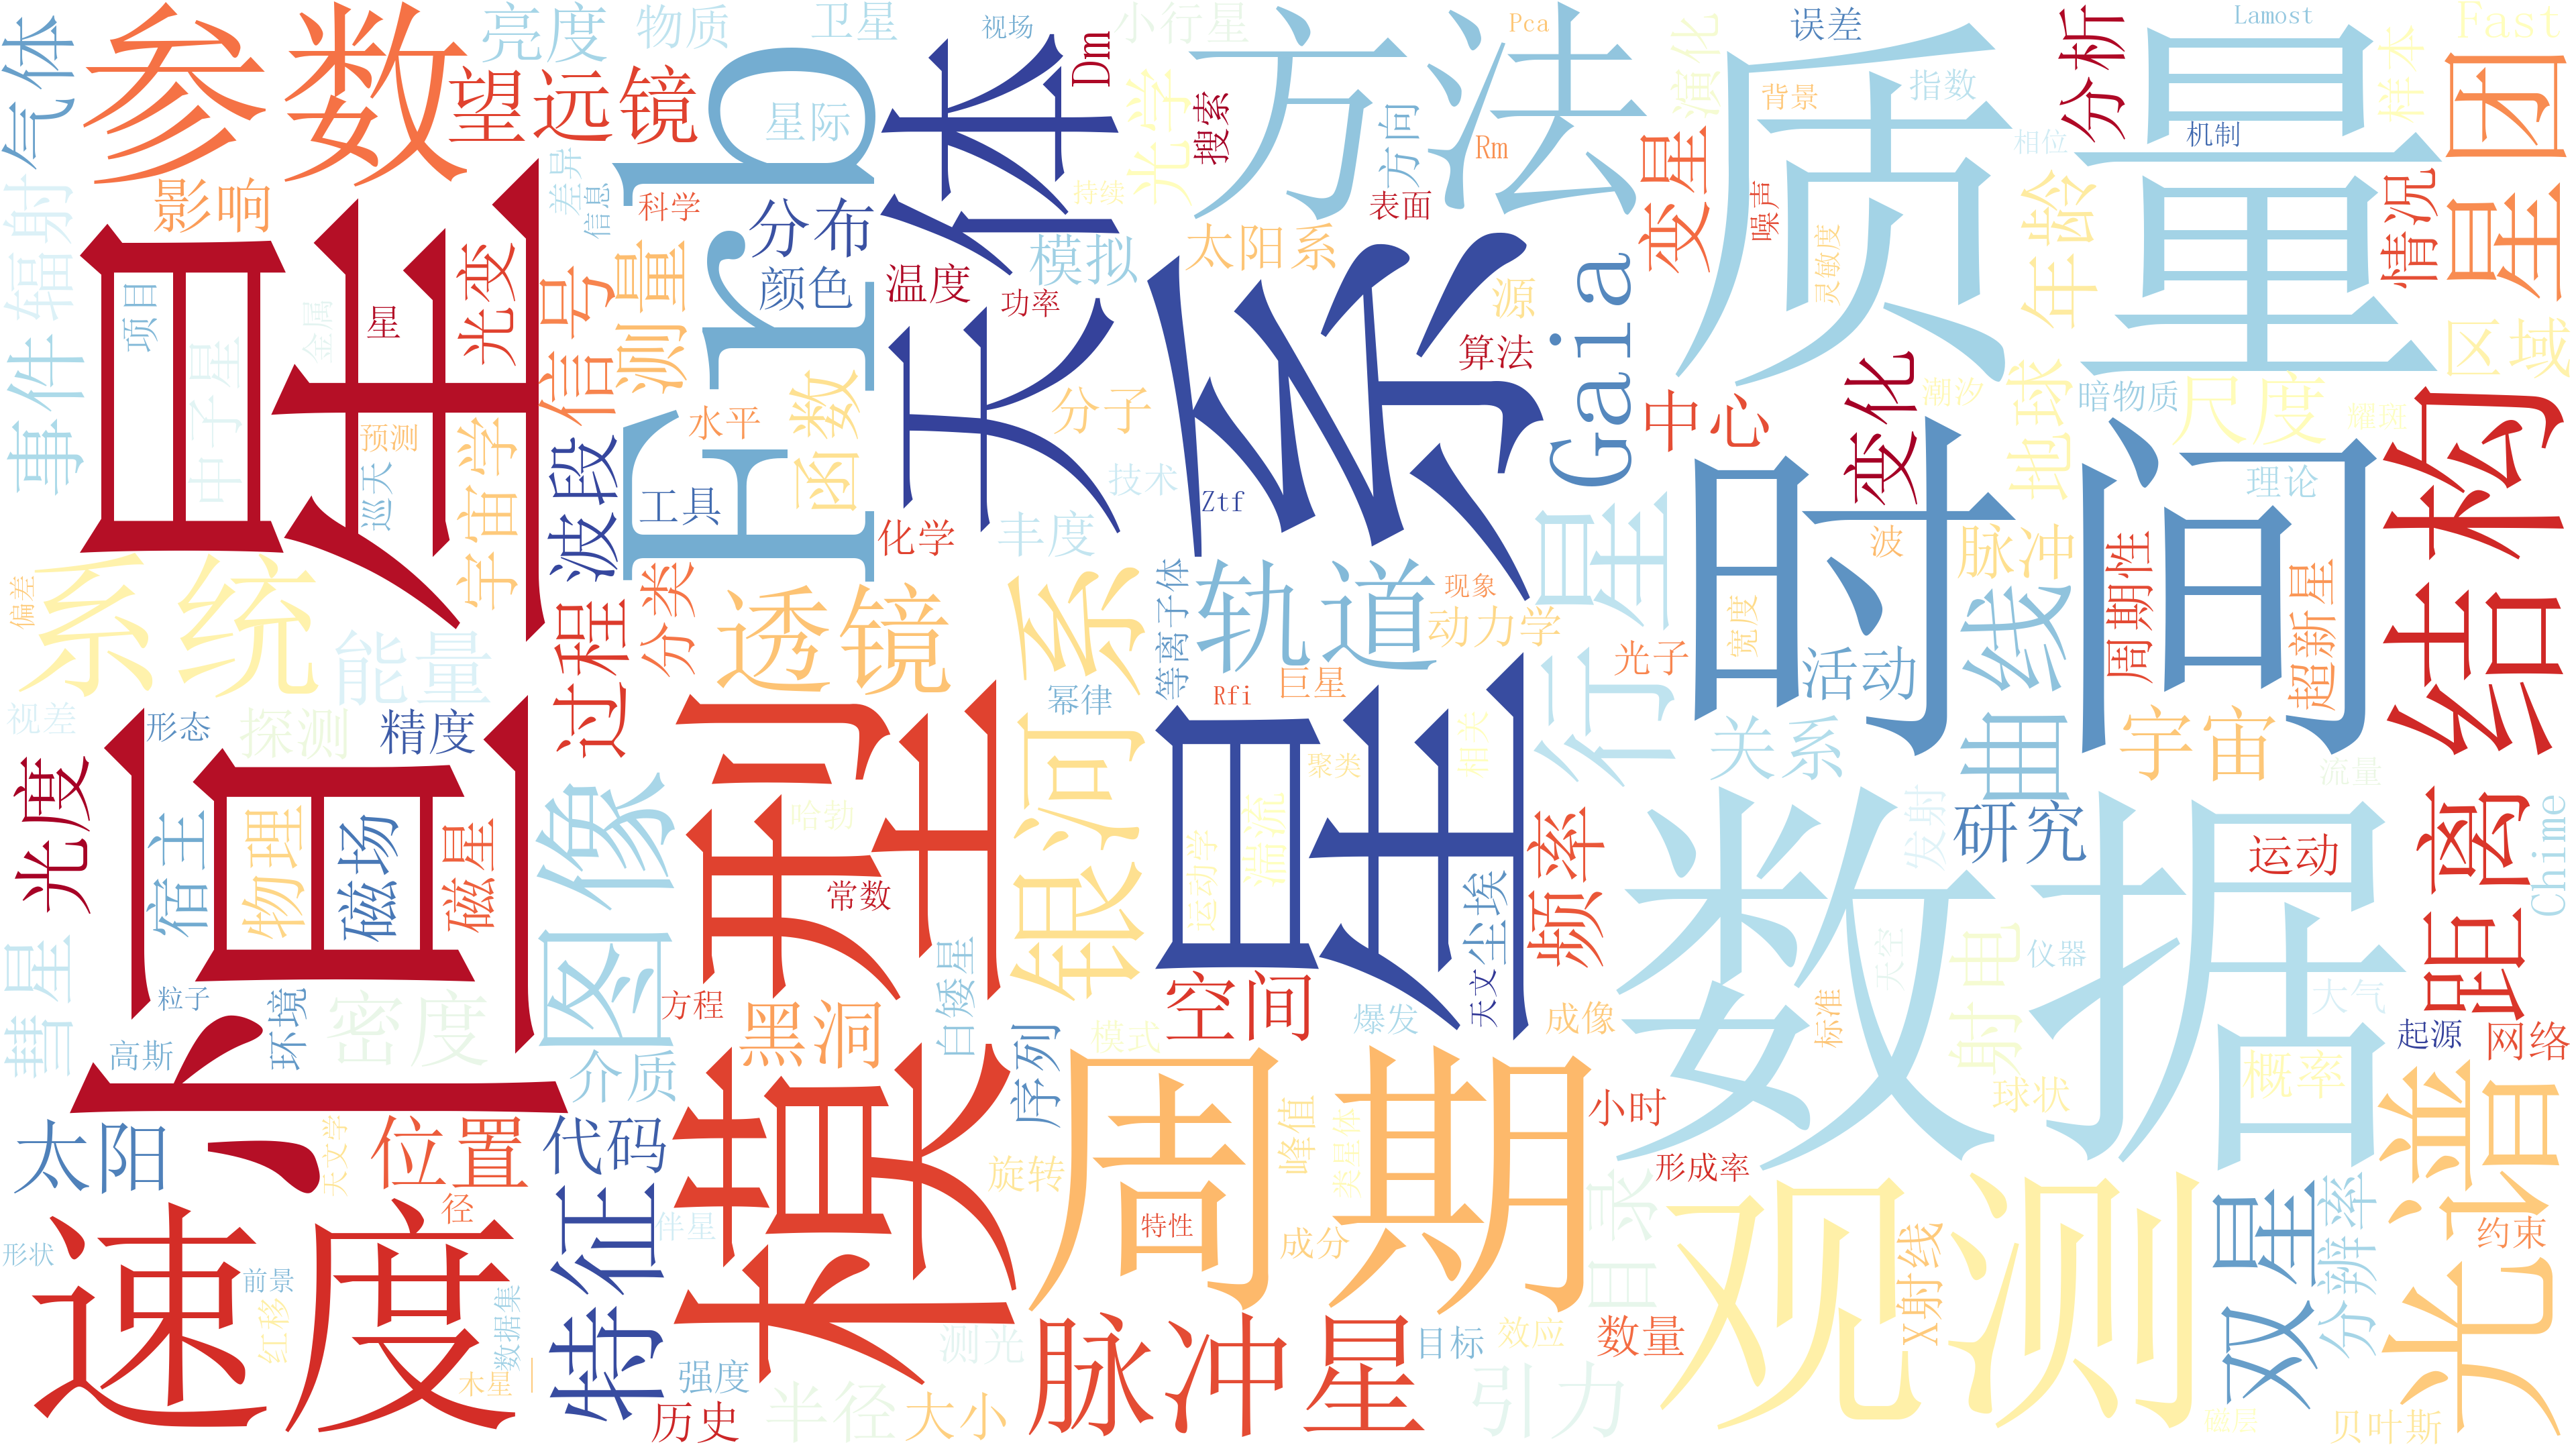 气体
参数
亮度
物质
卫星
视场
Dm
小行星
方法
Pca
演化
误差
质量
分析
Lamost
样本
Fast
星团
望远镜
Frb
星际
天体
搜索
光学
方向
Rm
背景
指数
相位
机制
辐射
影响
差异
信息
科学
分布
持续
表面
变星
噪声
年龄
情况
恒星
光变
信号
测量
颜色
温度
模拟
太阳系
星系
源
Gaia
灵敏度
事件
项目
中子星
金属
星
功率
算法
中心
变化
地球
潮汐
暗物质
尺度
耀斑
区域
结构
预测
巡天
宇宙学
波段
水平
工具
函数
分子
技术
Ztf
化学
丰度
行星
时间
波
脉冲
理论
系统
偏差
能量
过程
分类
透镜
银河系
等离子体
轨道
现象
动力学
光子
宽度
活动
曲线
周期性
超新星
视差
形态
探测
精度
幂律
Rfi
巨星
关系
宇宙
光度
个
宿主
物理
磁场
磁星
图像
模型
哈勃
常数
运动学
湍流
聚类
相关
星星
频率
数据
发射
研究
流量
运动
距离
Chime
彗星
粒子
高斯
环境
密度
介质
方程
黑洞
白矮星
序列
模式
空间
爆发
尘埃
天文
成像
标准
天空
射电
仪器
大气
起源
网络
球状
概率
光谱
太阳
天文学
位置
代码
特征
伴星
旋转
周期
峰值
类星体
小时
形成率
目录
观测
X射线
双星
分辨率
约束
速度
径
形状
前景
红移
数据集
木星
强度
历史
测光
半径
大小
脉冲星
特性
成分
目标
效应
数量
引力
磁层
贝叶斯